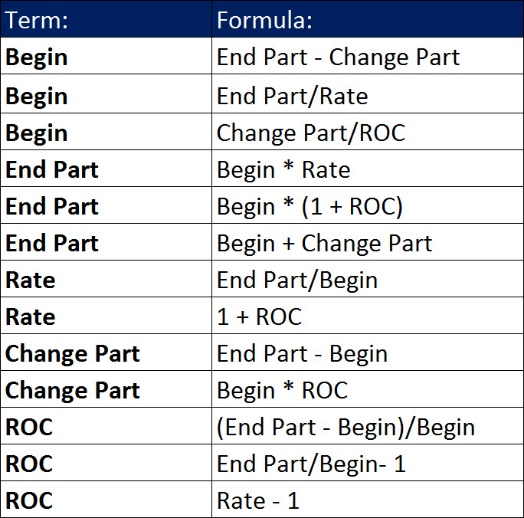 Term: Formula:
Begin End Part - Change Part
Begin End Part/Rate
Begin Change Part/ROC
End Part Begin * Rate
End Part Begin * (1 + ROC)
End Part Begin + Change Part
Rate End Part/Begin
Rate 1 + ROC
Change Part End Part - Begin
Change Part Begin * ROC
ROC (End Part - Begin)/Begin
ROC End Part/Begin- 1
ROC Rate - 1